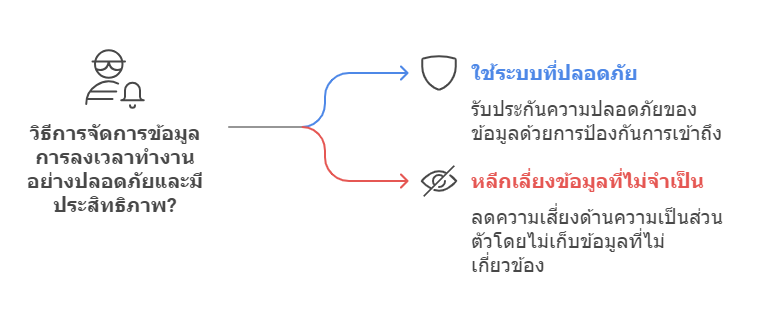 วิธีการจัดการข้อมูล
การลงเวลาทำงาน
อย่างปลอดภัยและมี
ประสิทธิภาพ?
ใช้ระบบที่ปลอดภัย
รับประกันความปลอดภัยของ
ข้อมูลด้วยการป้องกันการเข้าถึง
หลีกเลี่ยงข้อมูลที่ไม่จำเป็น
ลดความเสี่ยงด้านความเป็นส่วน
ตัวโดยไม่เก็บข้อมูลที่ไม่
เกี่ยวข้อง